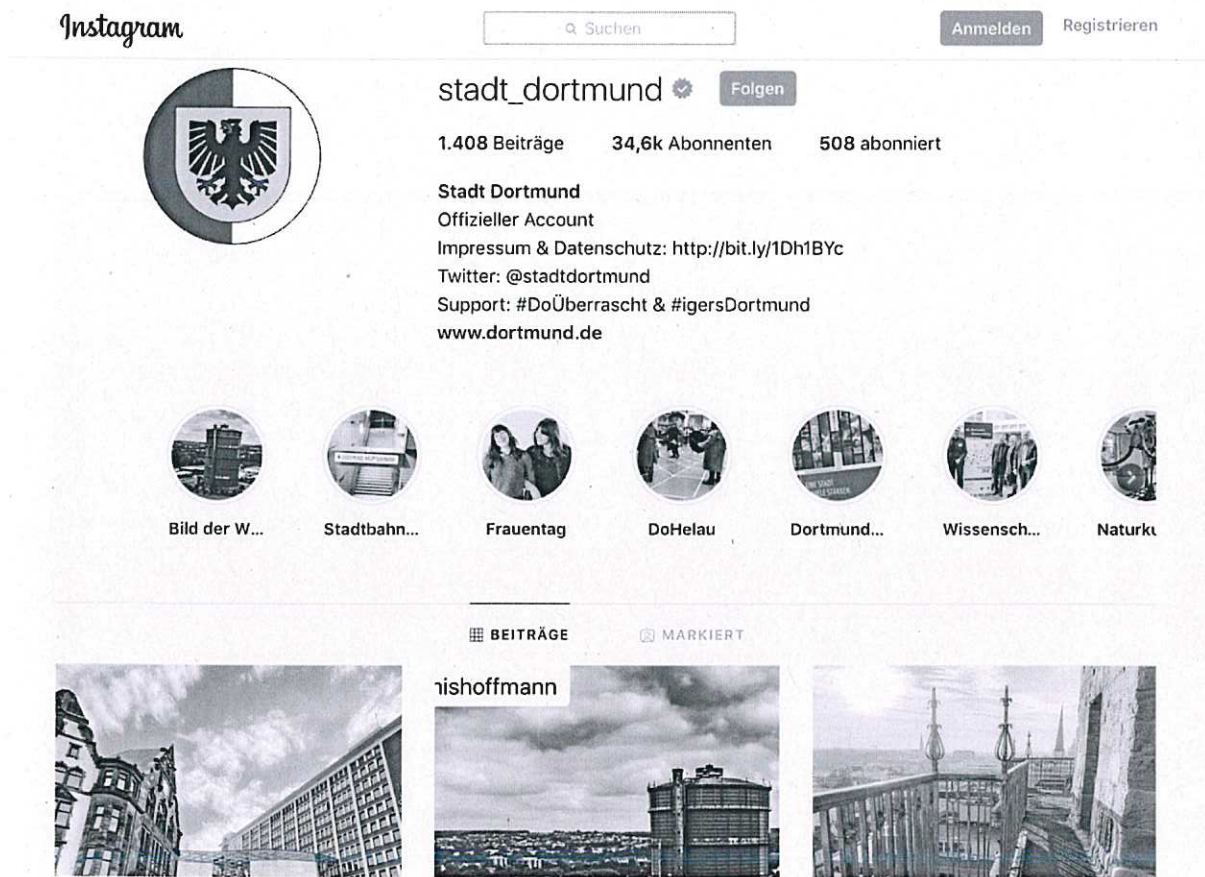 Instagram
Suchen
Anmelden
Registrieren
stadt_dortmund
Folgen
1.408 Beiträge 34,6k Abonnenten 508 abonniert
Stadt Dortmund
Offizieller Account
Impressum & Datenschutz: http://bit.ly/1Dh1BYc
Twitter: @stadtdortmund
Support: #DoÜberrascht & #igersDortmund
www.dortmund.de
Bild der W...
Stadtbahn...
Frauentag
DoHelau
Dortmund...
Wissensch...
Naturku
BEITRÄGE
MARKIERT
nishoffmann